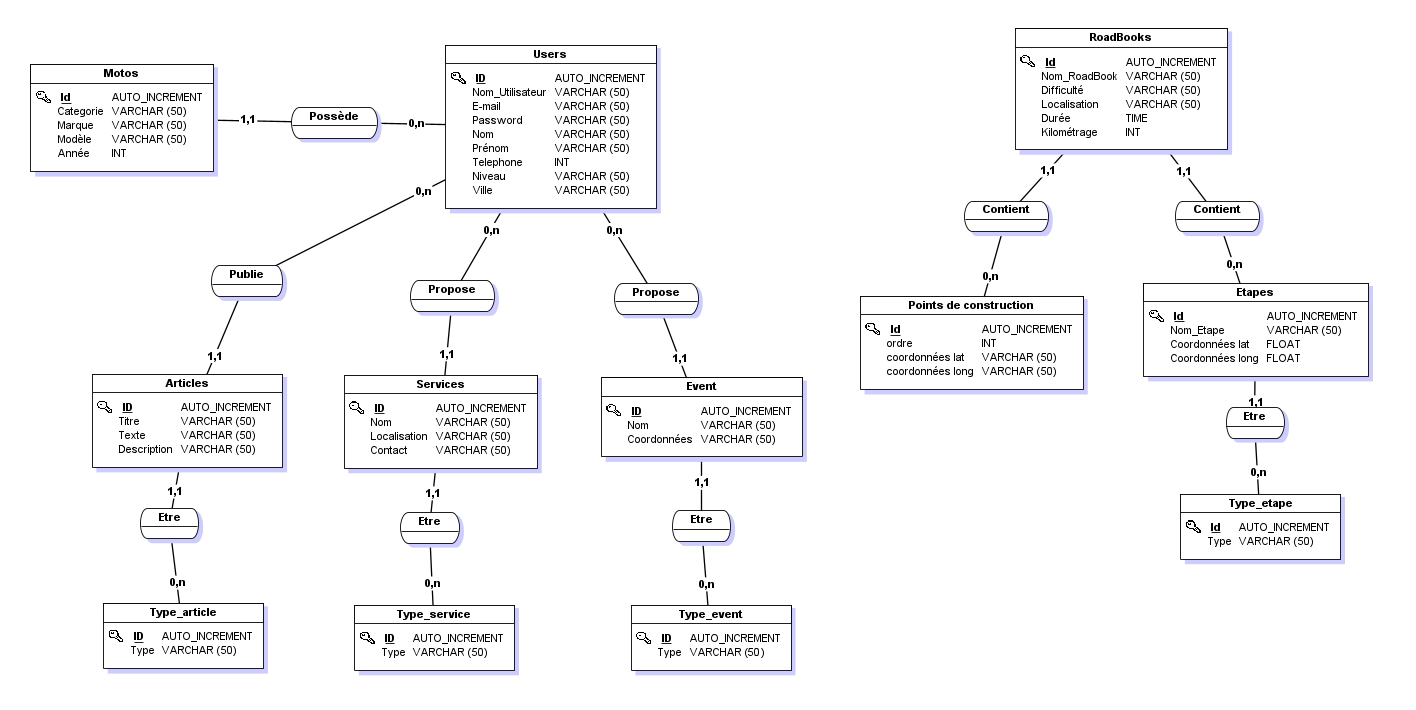 Motos
Id AUTO_INCREMENT
Categorie VARCHAR (50)
Marque VARCHAR (50)
Modèle VARCHAR (50)
Année INT
1,1
Possède
0,n
Users
ID AUTO_INCREMENT
Nom_Utilisateur VARCHAR (50)
E-mail VARCHAR (50)
Password VARCHAR (50)
Nom VARCHAR (50)
Prénom VARCHAR (50)
Telephone INT
Niveau VARCHAR (50)
Ville VARCHAR (50)
0,n
Publie
1,1
0,n
Propose
1,1
0,n
Propose
1,1
Articles
ID AUTO_INCREMENT
Titre VARCHAR (50)
Texte VARCHAR (50)
Description VARCHAR (50)
1,1
Etre
0,n
Type_article
ID AUTO_INCREMENT
Type VARCHAR (50)
Services
ID AUTO_INCREMENT
Nom VARCHAR (50)
Localisation VARCHAR (50)
Contact VARCHAR (50)
1,1
Etre
0,n
Type_service
ID AUTO_INCREMENT
Type VARCHAR (50)
Event
ID AUTO_INCREMENT
Nom VARCHAR (50)
Coordonnées VARCHAR (50)
1,1
Etre
0,n
Type_event
ID AUTO_INCREMENT
Type VARCHAR (50)
RoadBooks
Id AUTO_INCREMENT
Nom_RoadBook VARCHAR (50)
Difficulté VARCHAR (50)
Localisation VARCHAR (50)
Durée TIME
Kilométrage INT
1,1
Contient
0,n
1,1
Contient
0,n
Points de construction
Id AUTO_INCREMENT
ordre INT
coordonnées lat VARCHAR (50)
coordonnées long VARCHAR (50)
Etapes
Id AUTO_INCREMENT
Nom_Etape VARCHAR (50)
Coordonnées lat FLOAT
Coordonnées long FLOAT
1,1
Etre
0,n
Type_etape
Id AUTO_INCREMENT
Type VARCHAR (50)